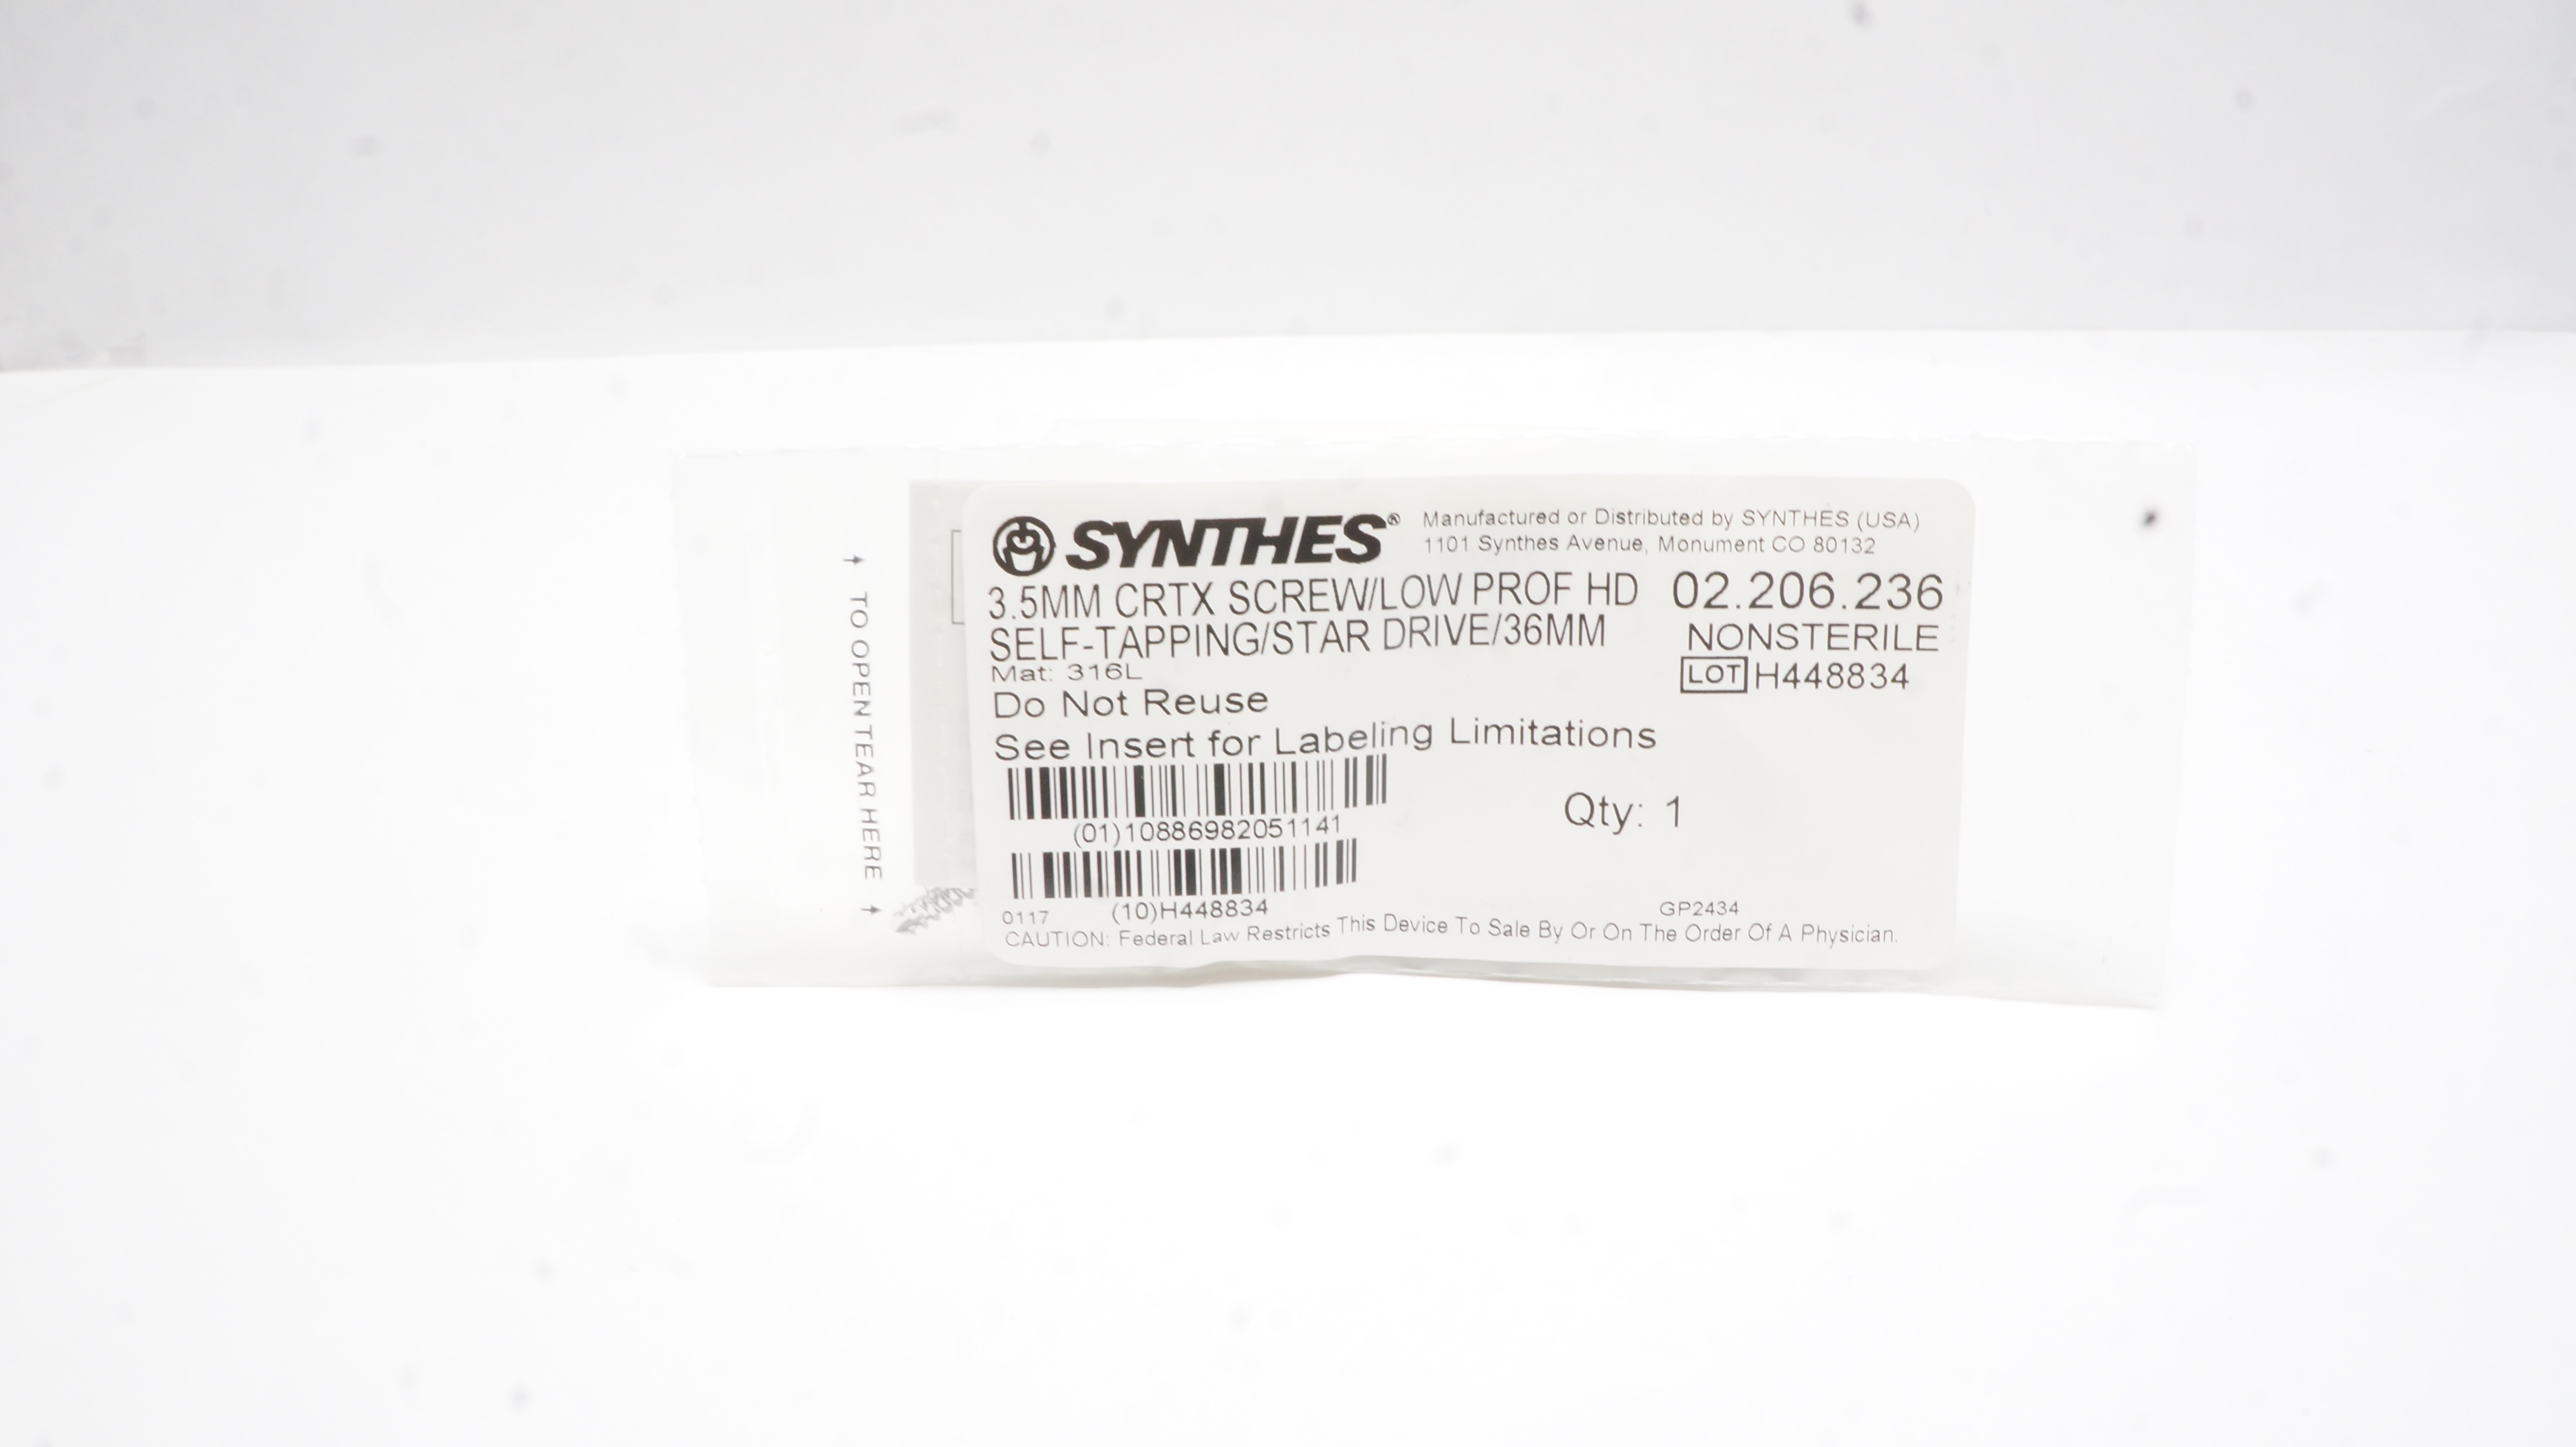 SYNTHES®
Manufactured or Distributed by SYNTHES (USA)
1101 Synthes Avenue, Monument CO 80132
3.5MM CRTX SCREW/LOW PROF HD
SELF-TAPPING/STAR DRIVE/36MM
02.206.236
NONSTERILE
LOT H448834
Mat: 316L
Do Not Reuse
See Insert for Labeling Limitations
(01)10886982051141
Qty: 1
(10)H448834
0117
GP2434
CAUTION: Federal Law Restricts This Device To Sale By Or On The Order Of A Physician.
TO OPEN TEAR HERE